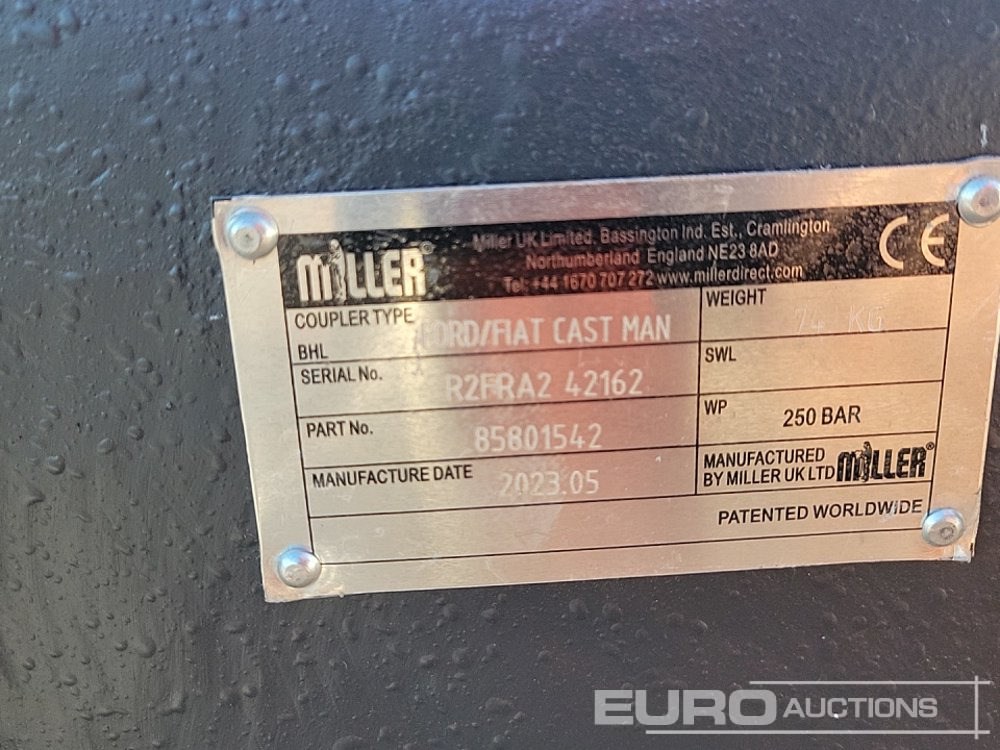 MILLER®
Miller UK Limited, Bassington Ind. Est., Cramlington
Northumberland England NE23 8AD
Tel: +44 1670 707 272 www.millerdirect.com
CE
COUPLER TYPE FORD/FIAT CAST MAN
BHL
WEIGHT 74 KG
SERIAL No. R2FRA2 42162
SWL
PART No. 85801542
WP 250 BAR
MANUFACTURE DATE 2023.05
MANUFACTURED
BY MILLER UK LTD MILLER®
PATENTED WORLDWIDE
EURO AUCTIONS